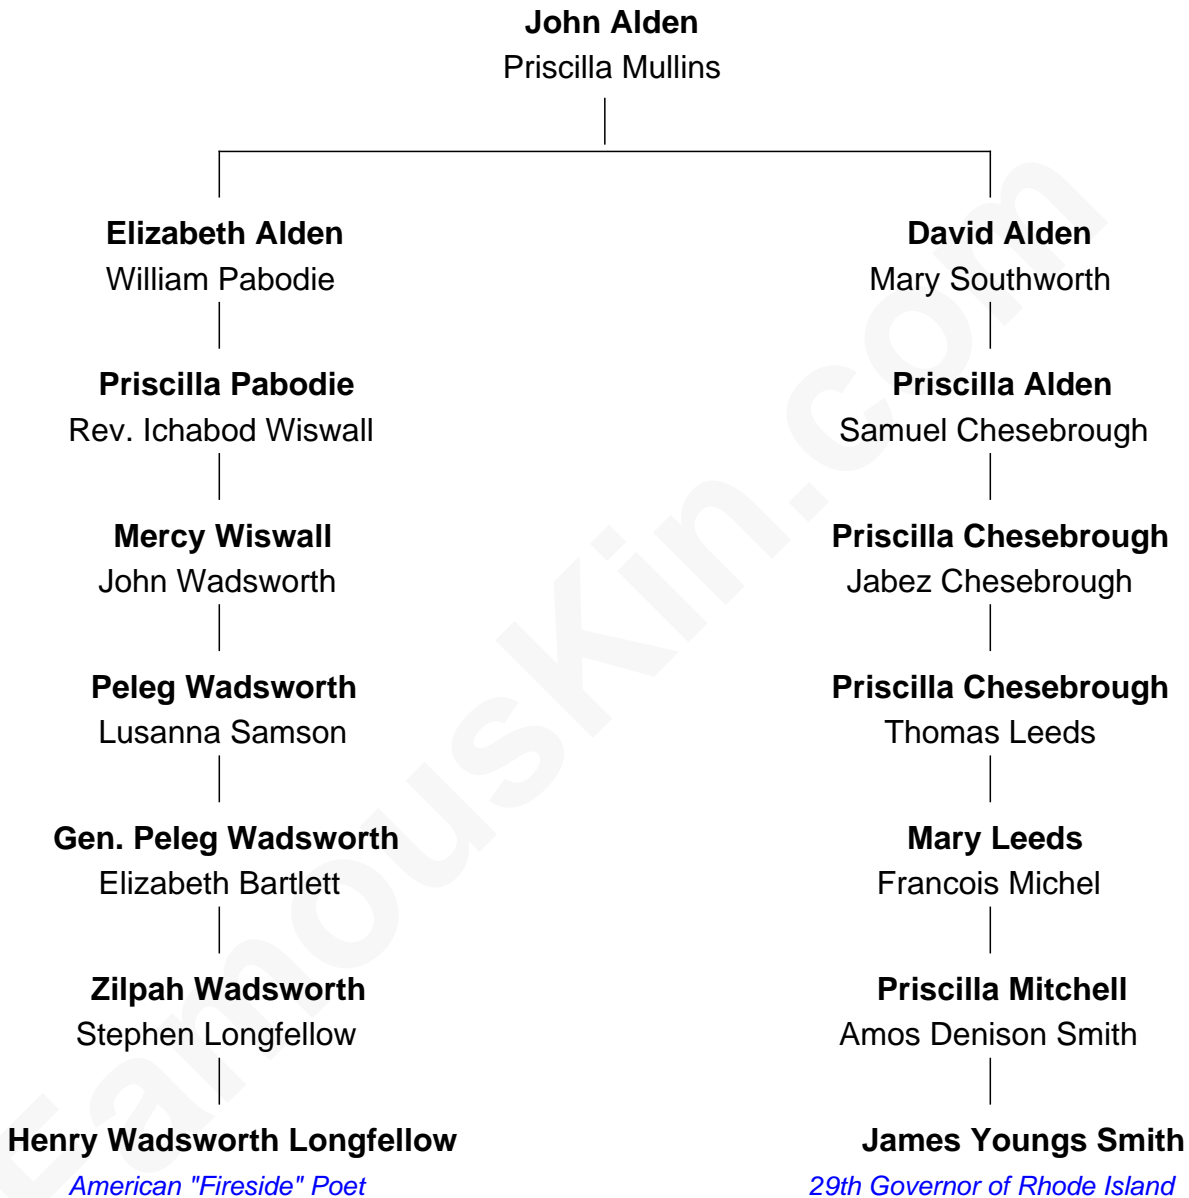 John Alden
Priscilla Mullins
Elizabeth Alden
William Pabodie
David Alden
Mary Southworth
Priscilla Pabodie
Rev. Ichabod Wiswall
Priscilla Alden
Samuel Chesebrough
Mercy Wiswall
John Wadsworth
Priscilla Chesebrough
Jabez Chesebrough
Peleg Wadsworth
Lusanna Samson
Priscilla Chesebrough
Thomas Leeds
Gen. Peleg Wadsworth
Elizabeth Bartlett
Mary Leeds
Francois Michel
Zilpah Wadsworth
Stephen Longfellow
Priscilla Mitchell
Amos Denison Smith
Henry Wadsworth Longfellow
American "Fireside" Poet
James Youngs Smith
29th Governor of Rhode Island
FamousKin.com